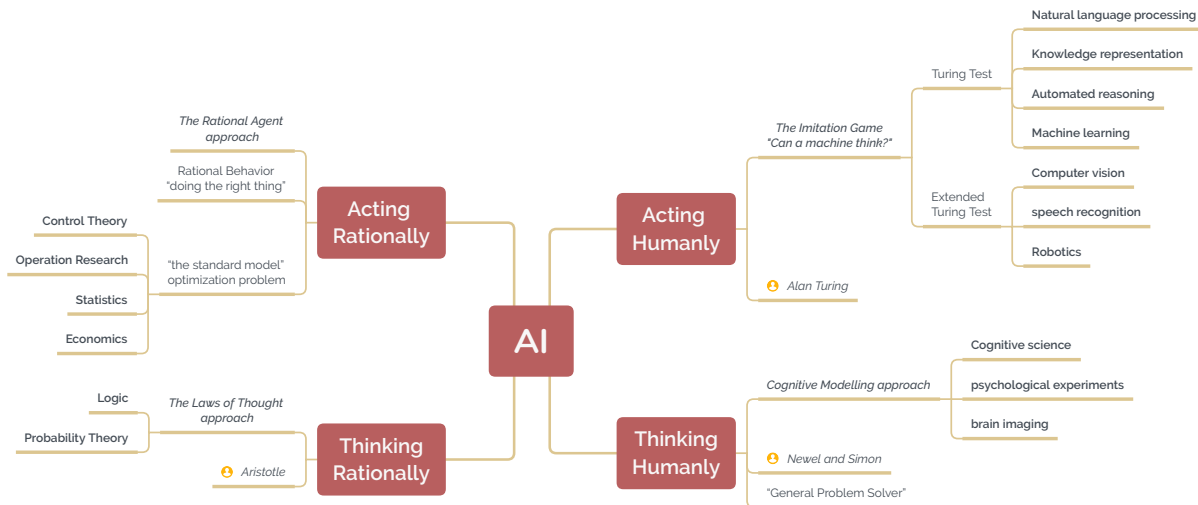 AI
Acting
Rationally
The Rational Agent
approach
Rational Behavior
“doing the right thing”
“the standard model”
optimization problem
Control Theory
Operation Research
Statistics
Economics
Thinking
Rationally
The Laws of Thought
approach
Logic
Probability Theory
Aristotle
Acting
Humanly
The Imitation Game
"Can a machine think?"
Turing Test
Natural language processing
Knowledge representation
Automated reasoning
Machine learning
Extended
Turing Test
Computer vision
speech recognition
Robotics
Alan Turing
Thinking
Humanly
Cognitive Modelling approach
Cognitive science
psychological experiments
brain imaging
Newel and Simon
“General Problem Solver”